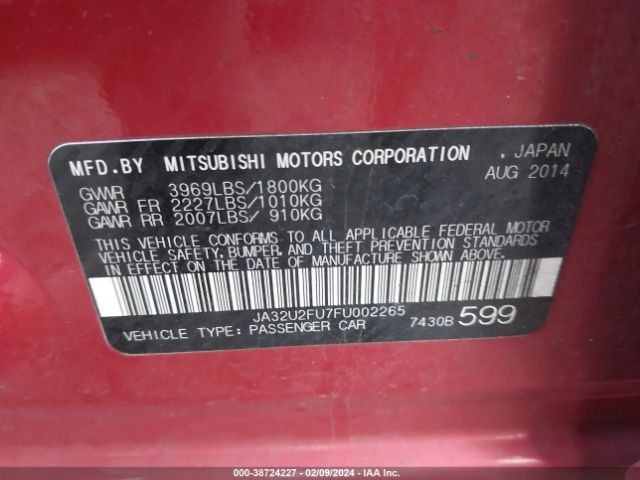 MFD.BY MITSUBISHI MOTORS CORPORATION , JAPAN
AUG 2014
GVWR 3969LBS/1800KG
GAWR FR 2227LBS/1010KG
GAWR RR 2007LBS/ 910KG
THIS VEHICLE CONFORMS TO ALL APPLICABLE FEDERAL MOTOR
VEHICLE SAFETY, BUMPER, AND THEFT PREVENTION STANDARDS
IN EFFECT ON THE DATE OF MANUFACTURE SHOWN ABOVE.
JA32U2FU7FU002265
VEHICLE TYPE: PASSENGER CAR 7430B 599
000-38724227 - 02/09/2024 - IAA Inc.